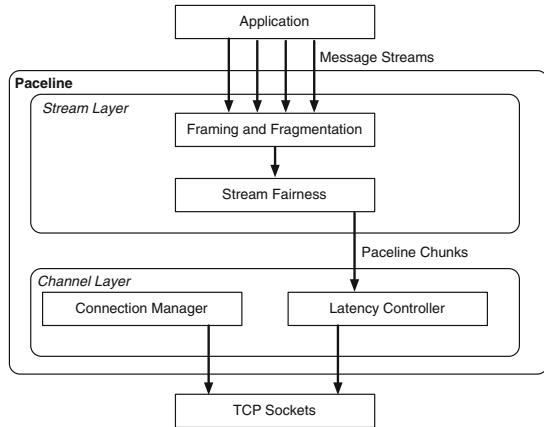 Application
Message Streams
Paceline
Stream Layer
Framing and Fragmentation
Stream Fairness
Paceline Chunks
Channel Layer
Connection Manager
Latency Controller
TCP Sockets